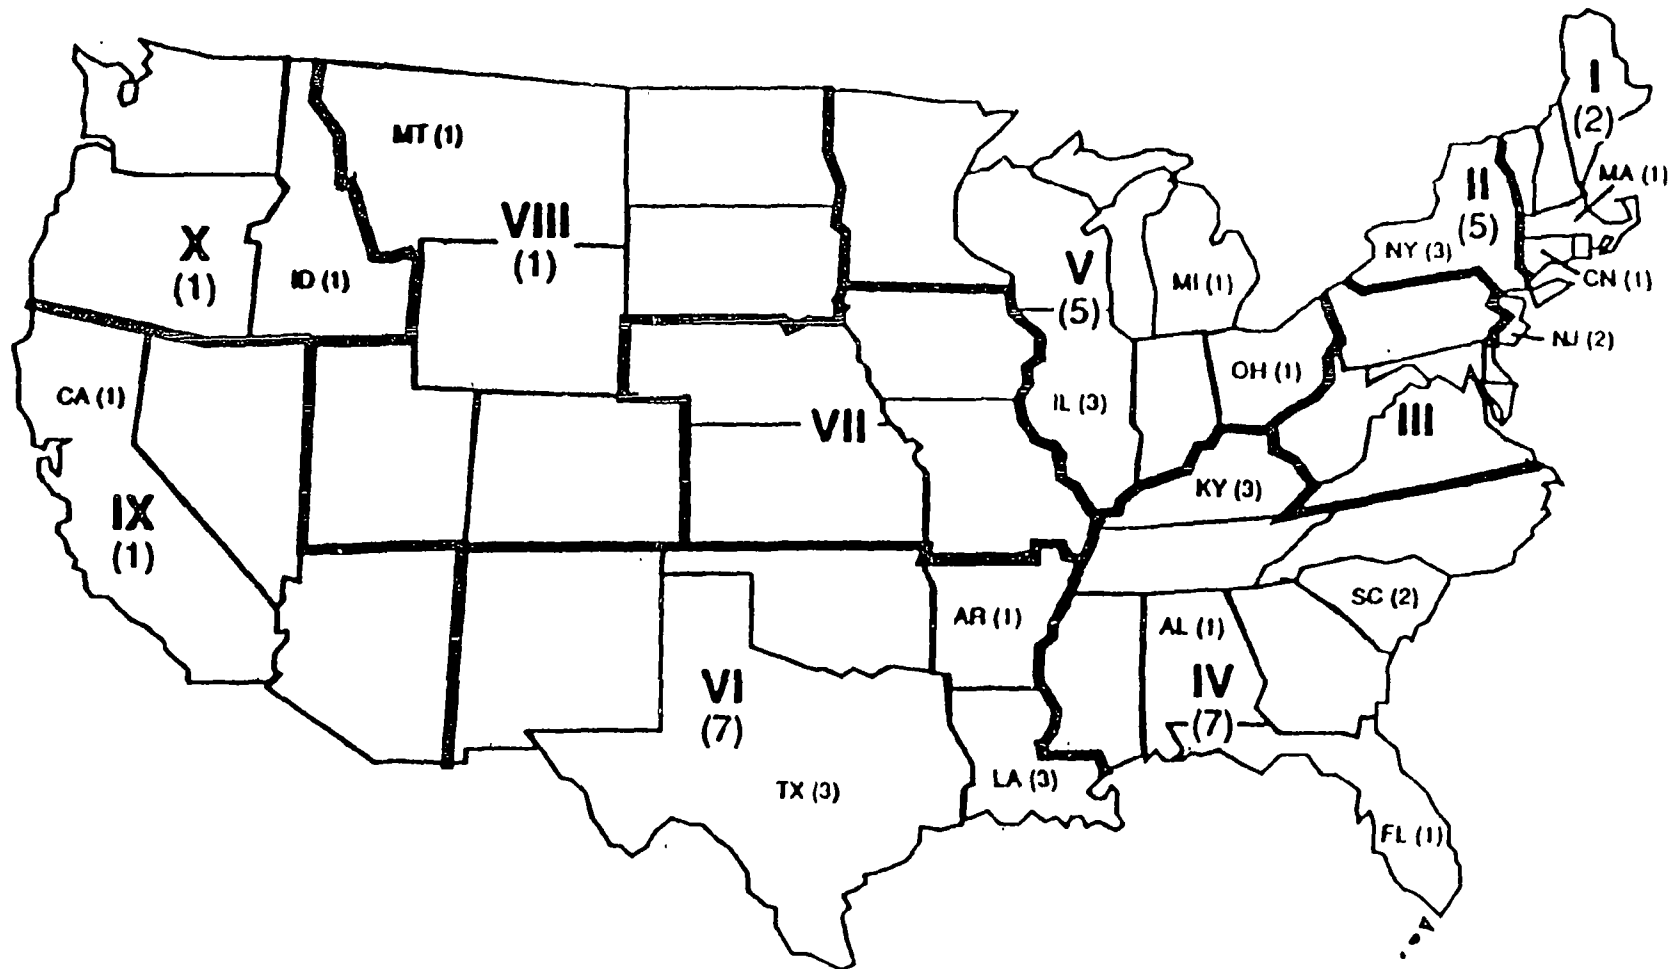 I
(2)
MA (1)
CN (1)
II
(5)
NY (3)
NJ (2)
MT (1)
VIII
(1)
X
(1)
ID (1)
V
(5)
MI (1)
OH (1)
IL (3)
CA (1)
VII
III
KY (3)
IX
(1)
AR (1)
SC (2)
AL (1)
VI
(7)
IV
(7)
TX (3)
LA (3)
FL (1)